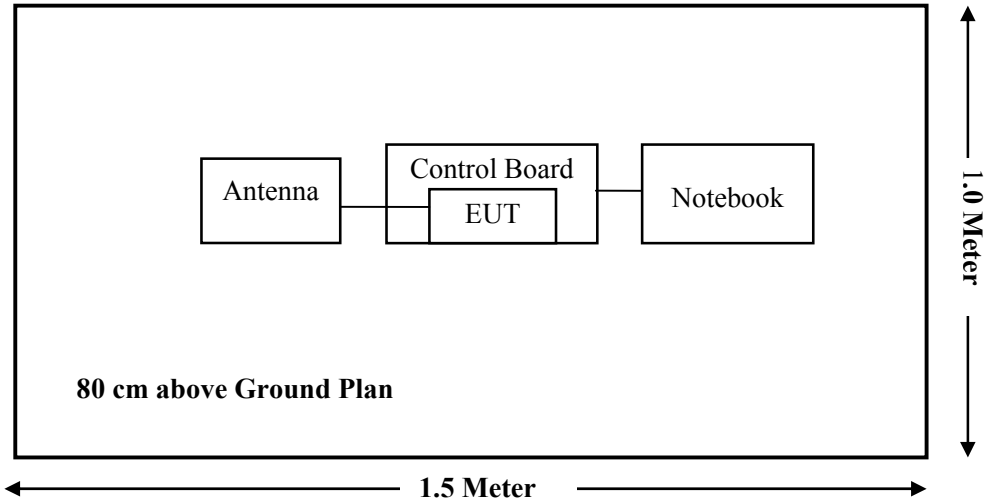 Control Board
Antenna
EUT
Notebook
1.0 Meter
80 cm above Ground Plan
1.5 Meter